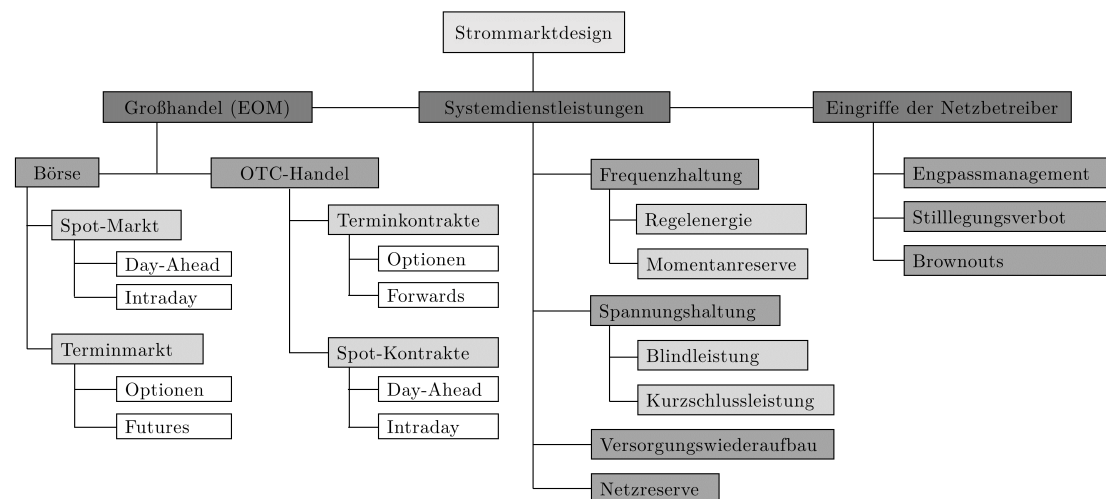 Strommarktdesign
Großhandel (EOM)
Systemdienstleistungen
Eingriffe der Netzbetreiber
Börse
OTC-Handel
Spot-Markt
Day-Ahead
Intraday
Terminmarkt
Optionen
Futures
Terminkontrakte
Optionen
Forwards
Spot-Kontrakte
Day-Ahead
Intraday
Frequenzhaltung
Regelenergie
Momentanreserve
Spannungshaltung
Blindleistung
Kurzschlussleistung
Versorgungswiederaufbau
Netzreserve
Engpassmanagement
Stilllegungsverbot
Brownouts